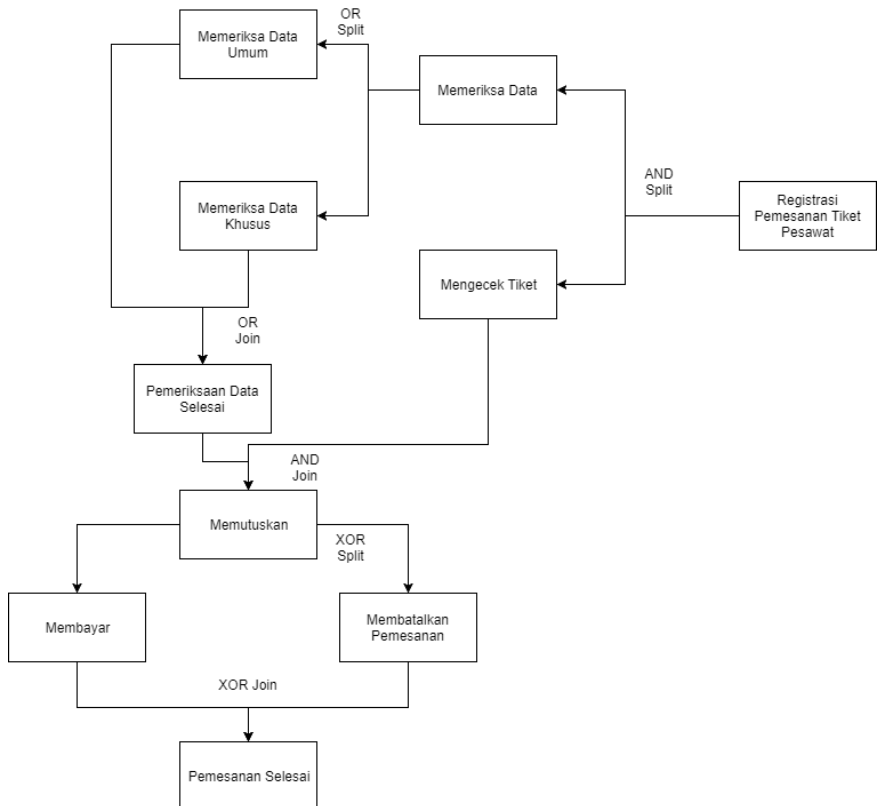 OR
Split
Memeriksa Data
Umum
Memeriksa Data
AND
Split
Registrasi
Pemesanan Tiket
Pesawat
Memeriksa Data
Khusus
Mengecek Tiket
OR
Join
Pemeriksaan Data
Selesai
AND
Join
Memutuskan
XOR
Split
Membayar
Membatalkan
Pemesanan
XOR Join
Pemesanan Selesai